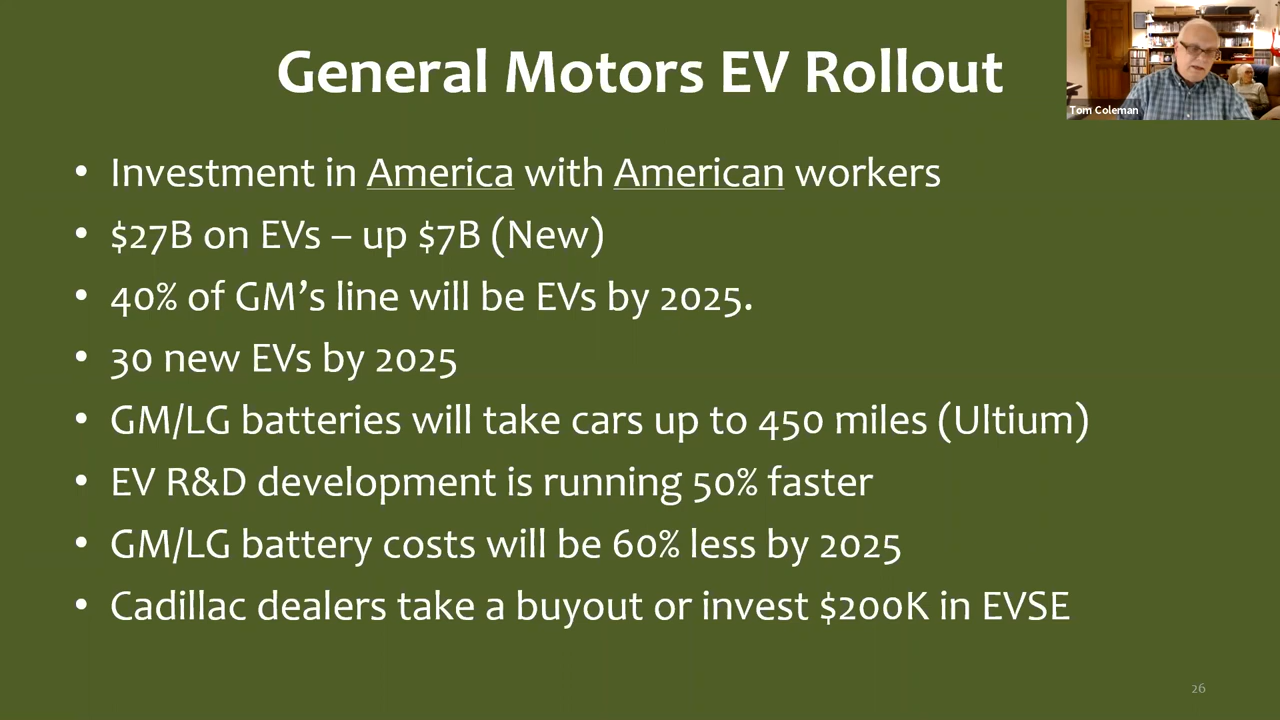 General Motors EV Rollout
Tom Coleman
• Investment in America with American workers
• $27B on EVs – up $7B (New)
• 40% of GM’s line will be EVs by 2025.
• 30 new EVs by 2025
• GM/LG batteries will take cars up to 450 miles (Ultium)
• EV R&D development is running 50% faster
• GM/LG battery costs will be 60% less by 2025
• Cadillac dealers take a buyout or invest $200K in EVSE
26